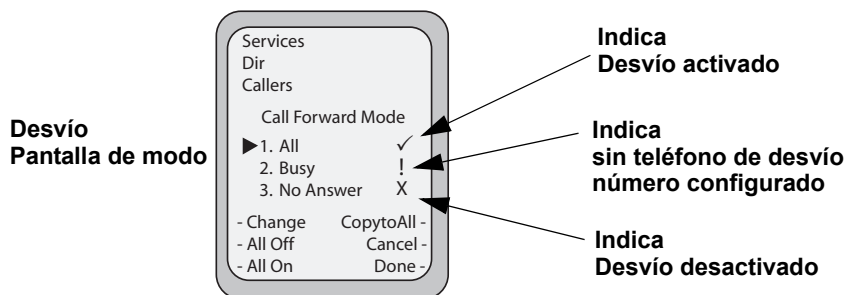 Desvío
Pantalla de modo
Services
Dir
Callers
Call Forward Mode
1. All ✓
2. Busy !
3. No Answer X
- Change CopytoAll -
- All Off Cancel -
- All On Done -
Indica
Desvío activado
Indica
sin teléfono de desvío
número configurado
Indica
Desvío desactivado